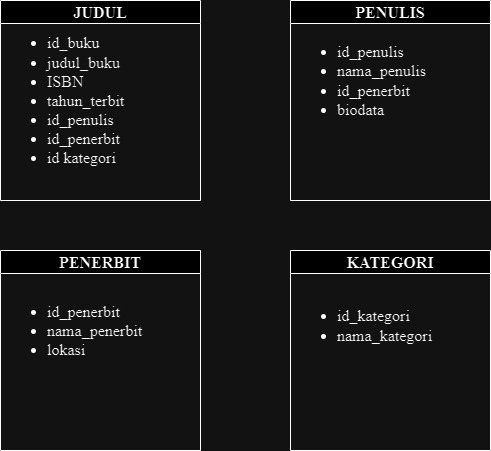 JUDUL
id_buku
judul_buku
ISBN
tahun_terbit
id_penulis
id_penerbit
id kategori
PENULIS
id_penulis
nama_penulis
id_penerbit
biodata
PENERBIT
id_penerbit
nama_penerbit
lokasi
KATEGORI
id_kategori
nama_kategori